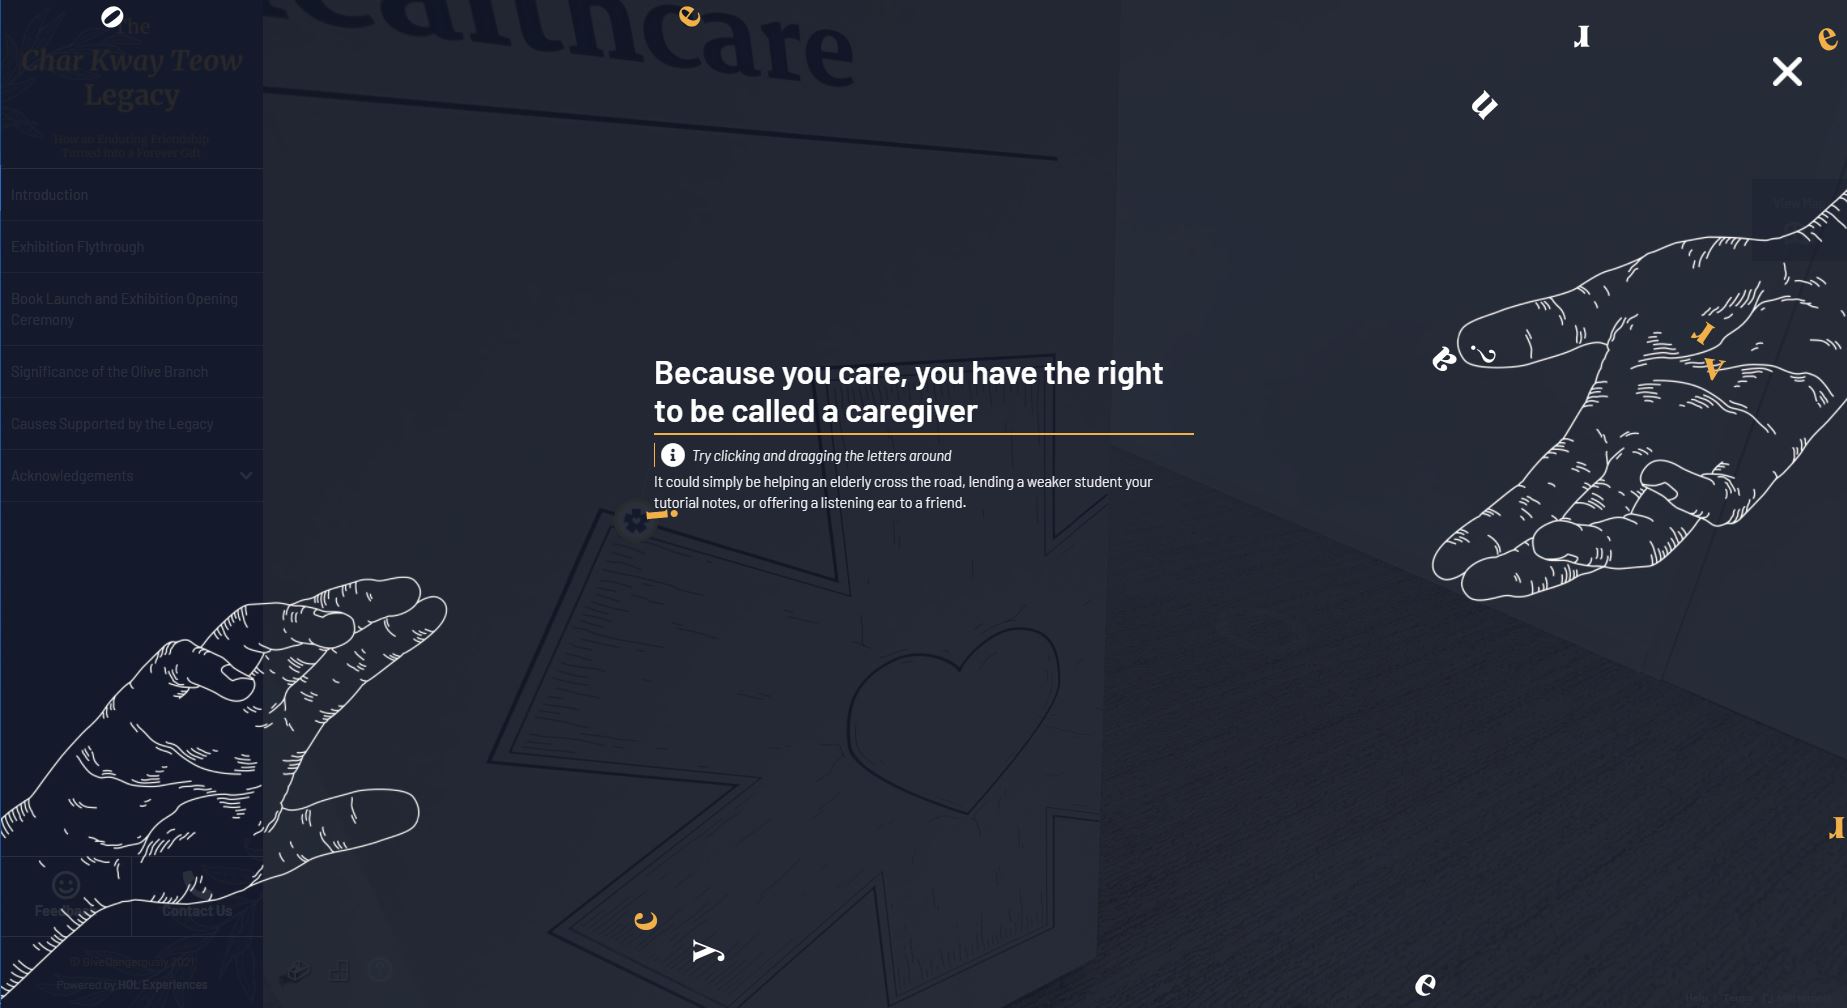 The
Char Kway Teow
Legacy
How an Enduring Friendship
Turned into a Forever Gift
Introduction
Exhibition Flythrough
Book Launch and Exhibition Opening
Ceremony
Significance of the Olive Branch
Causes Supported by the Legacy
Acknowledgements
Feedback
Contact Us
© GiveDangerously 2021
Powered by HOL Experiences
ealthcare
View Map
Because you care, you have the right
to be called a caregiver
i Try clicking and dragging the letters around
It could simply be helping an elderly cross the road, lending a weaker student your
tutorial notes, or offering a listening ear to a friend.
o
e
r
e
u
a
?
r
v
i
r
c
y
e